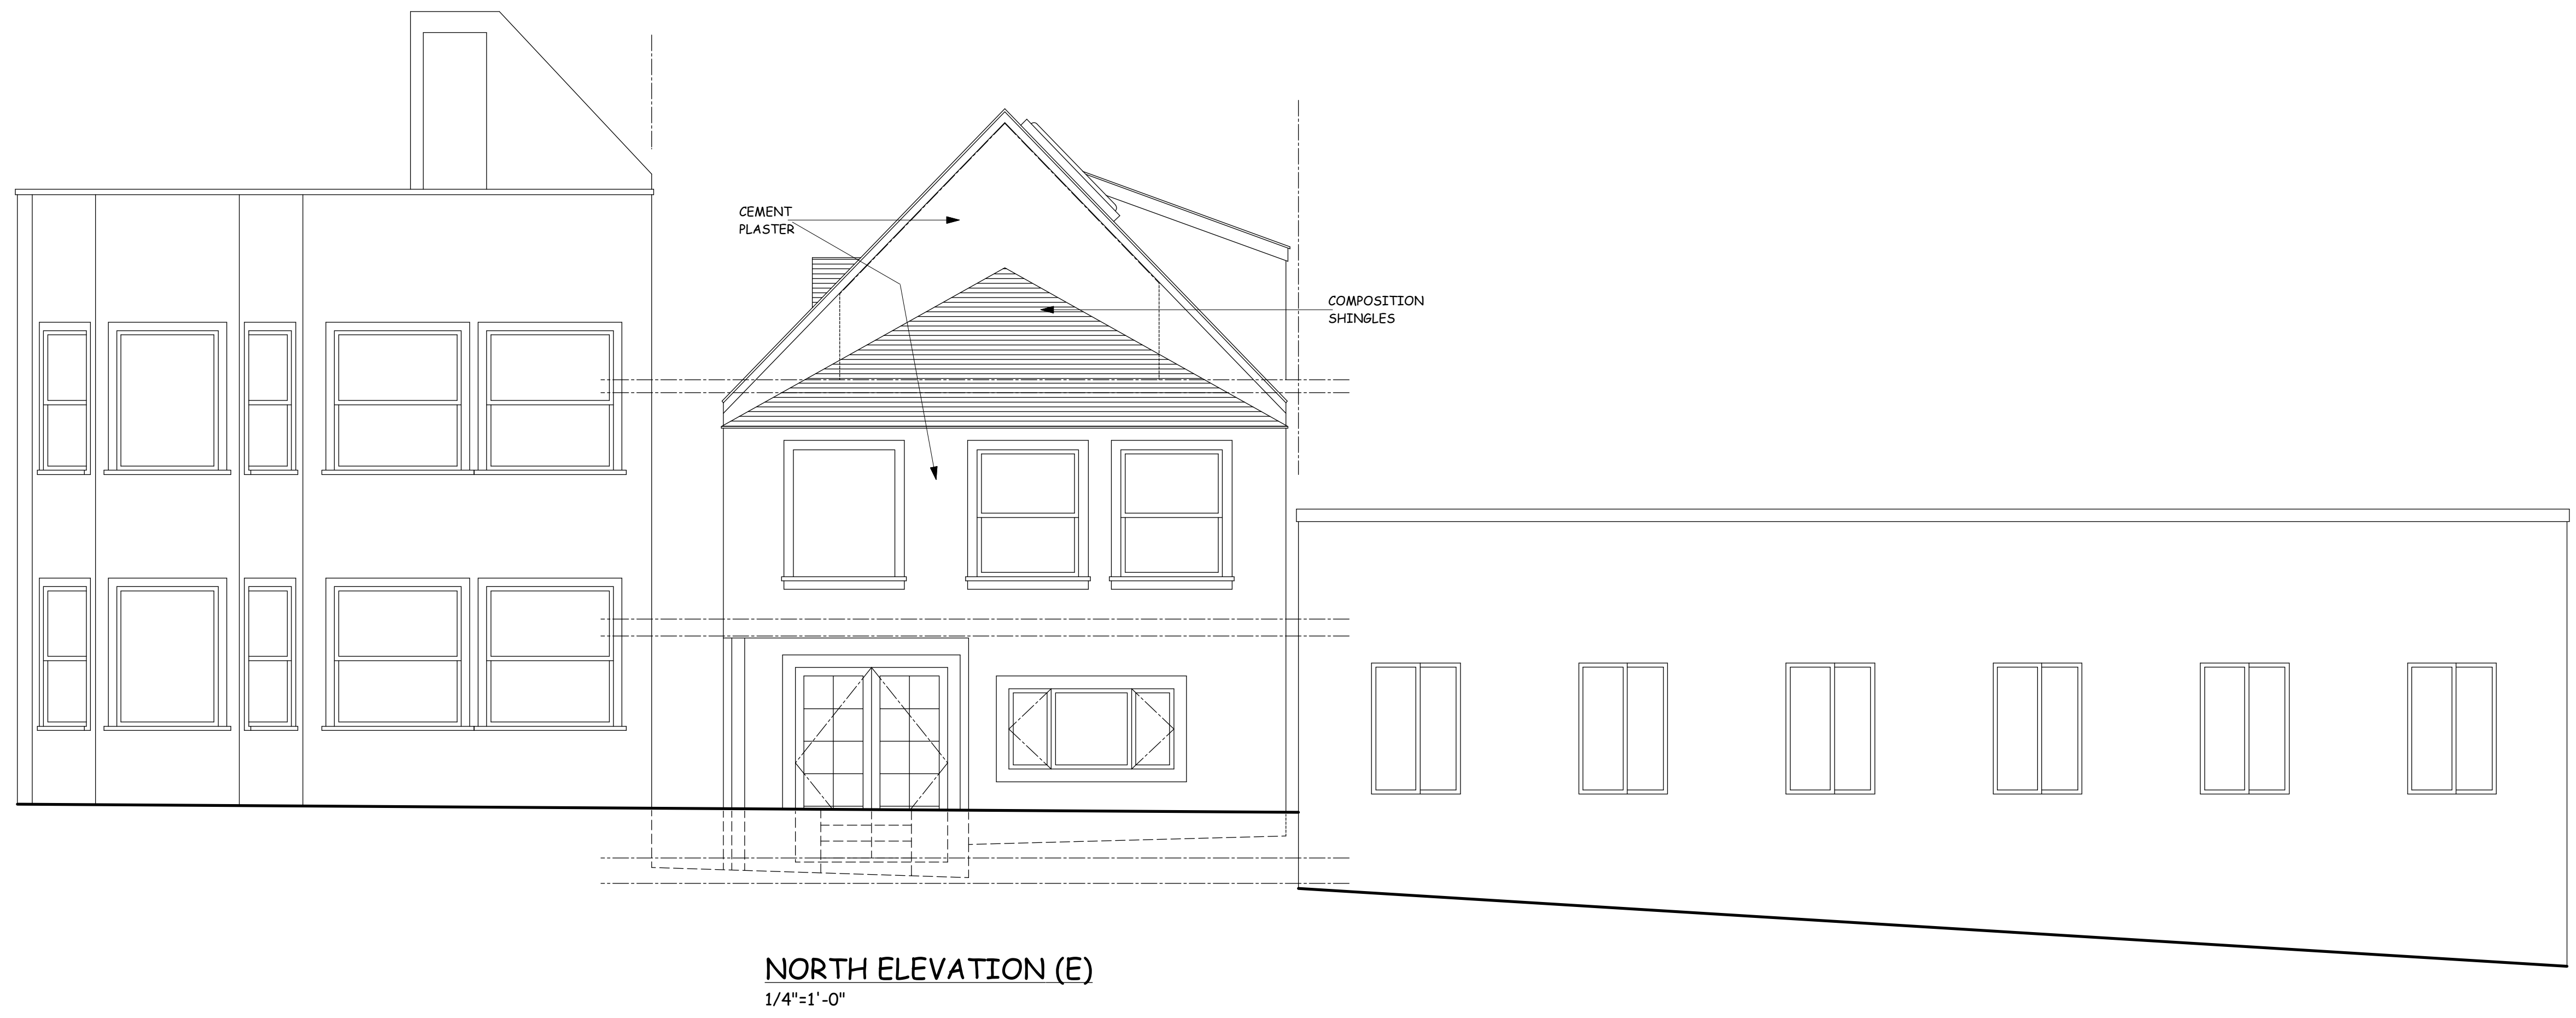 CEMENT
PLASTER
COMPOSITION
SHINGLES
NORTH ELEVATION (E)
1/4"=1'-0"